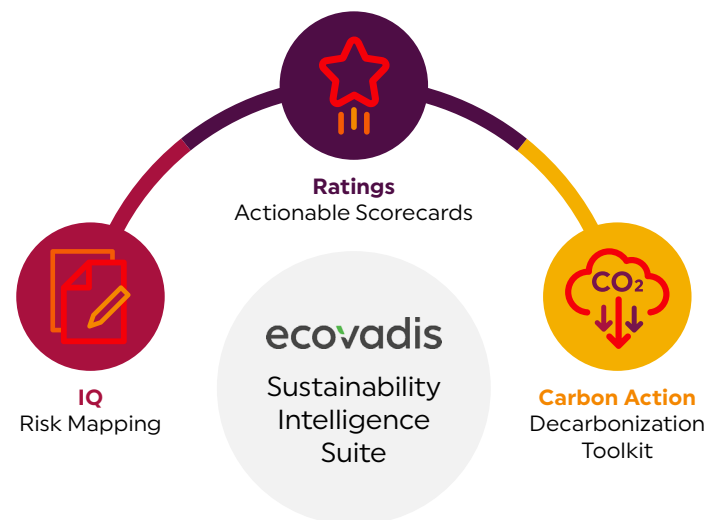 CO₂
Ratings
Actionable Scorecards
IQ
Risk Mapping
ecovadis
Sustainability
Intelligence
Suite
Carbon Action
Decarbonization
Toolkit